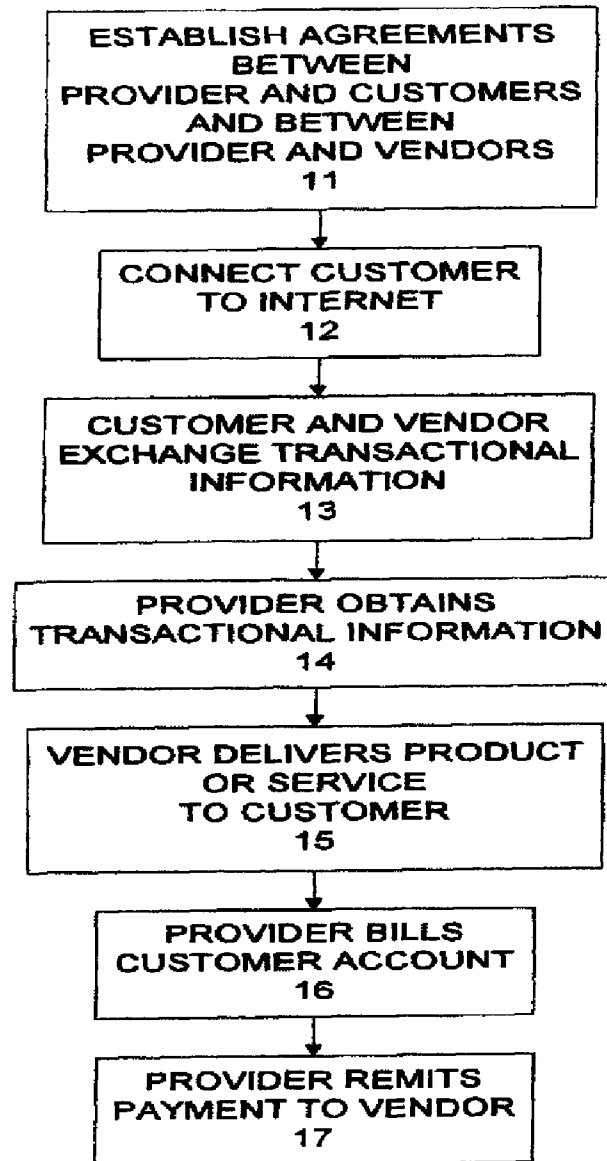 ESTABLISH AGREEMENTS
BETWEEN
PROVIDER AND CUSTOMERS
AND BETWEEN
PROVIDER AND VENDORS
11
CONNECT CUSTOMER
TO INTERNET
12
CUSTOMER AND VENDOR
EXCHANGE TRANSACTIONAL
INFORMATION
13
PROVIDER OBTAINS
TRANSACTIONAL INFORMATION
14
VENDOR DELIVERS PRODUCT
OR SERVICE
TO CUSTOMER
15
PROVIDER BILLS
CUSTOMER ACCOUNT
16
PROVIDER REMITS
PAYMENT TO VENDOR
17